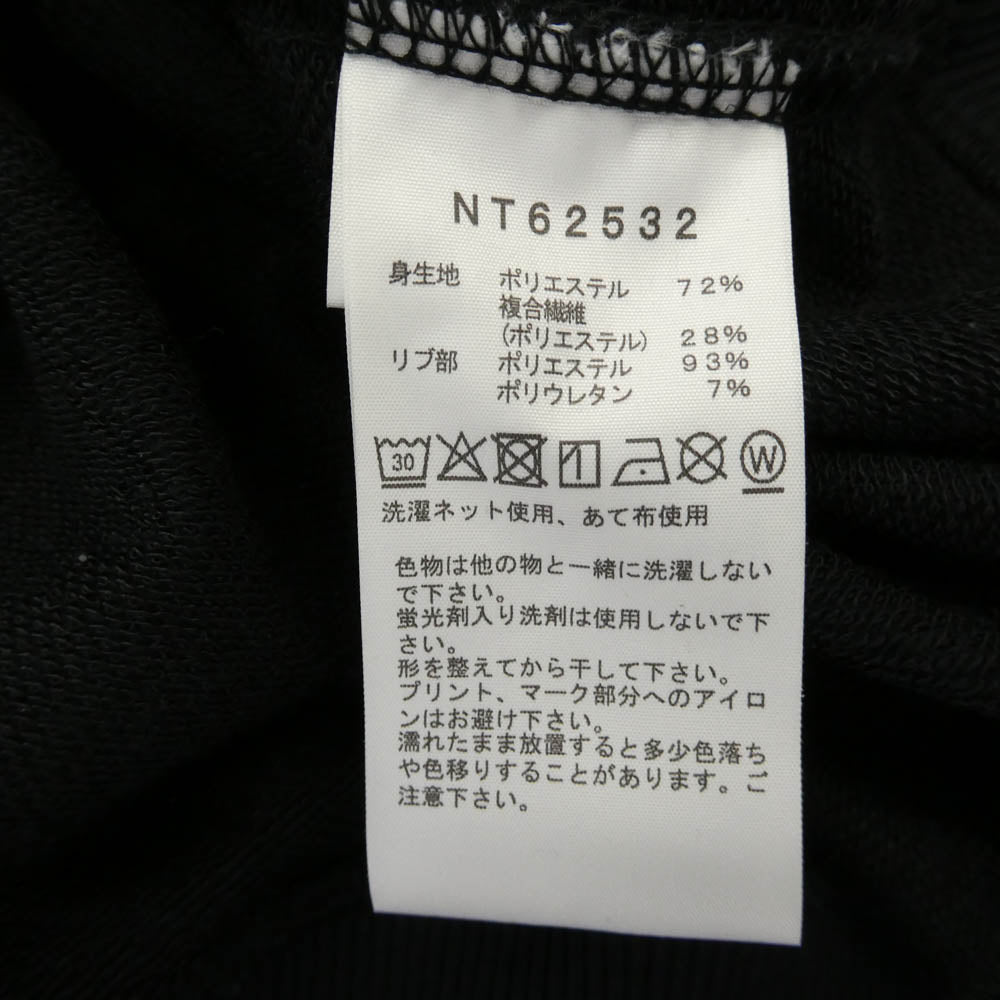 NT62532
身生地 ポリエステル 72%
複合繊維
(ポリエステル) 28%
リブ部 ポリエステル 93%
ポリウレタン 7%
30 W
洗濯ネット使用、あて布使用
色物は他の物と一緒に洗濯しない
で下さい。
蛍光剤入り洗剤は使用しないで下
さい。
形を整えてから干して下さい。
プリント、マーク部分へのアイロ
ンはお避け下さい。
濡れたまま放置すると多少色落ち
や色移りすることがあります。ご
注意下さい。